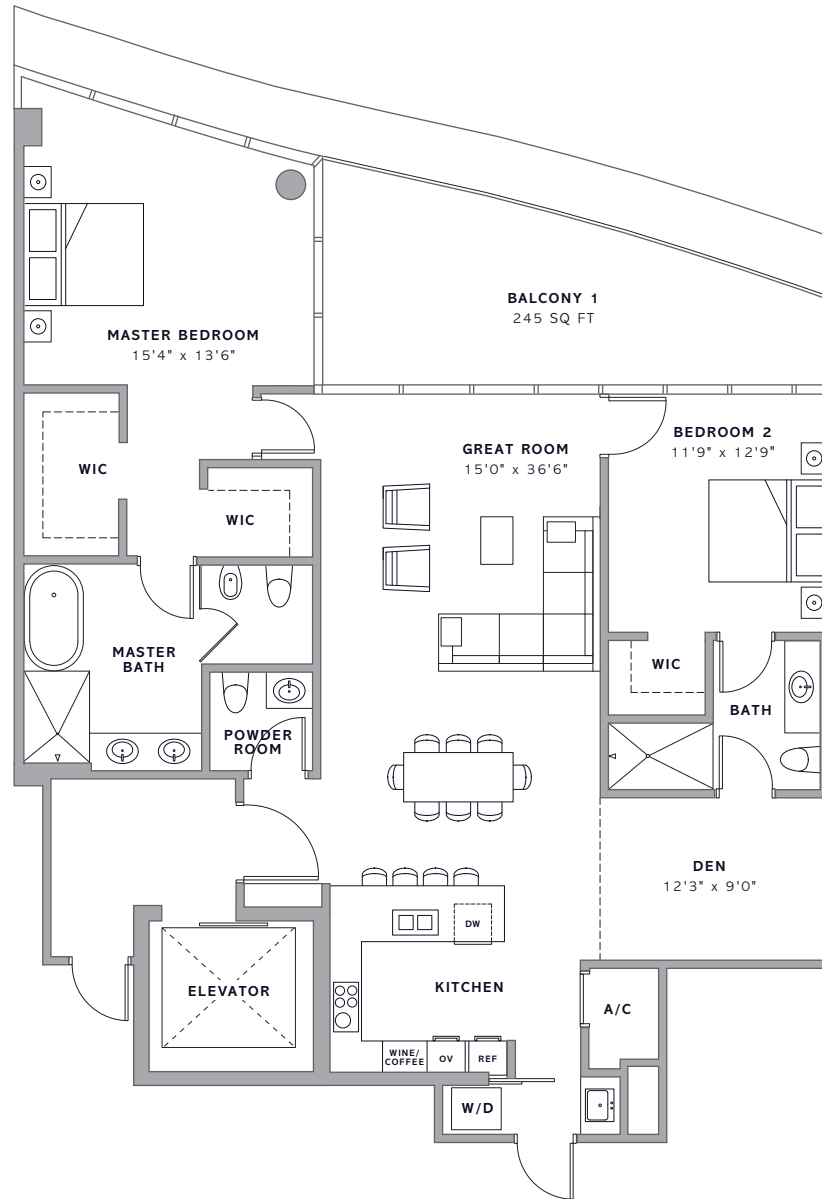 BALCONY 1
245 SQ FT
MASTER BEDROOM
15'4" x 13'6"
BEDROOM 2
11'9" x 12'9"
GREAT ROOM
15'0" x 36'6"
WIC
WIC
MASTER
BATH
WIC
BATH
POWDER
ROOM
DEN
12'3" x 9'0"
DW
KITCHEN
ELEVATOR
A/C
WINE/
COFFEE
OV
REF
W/D